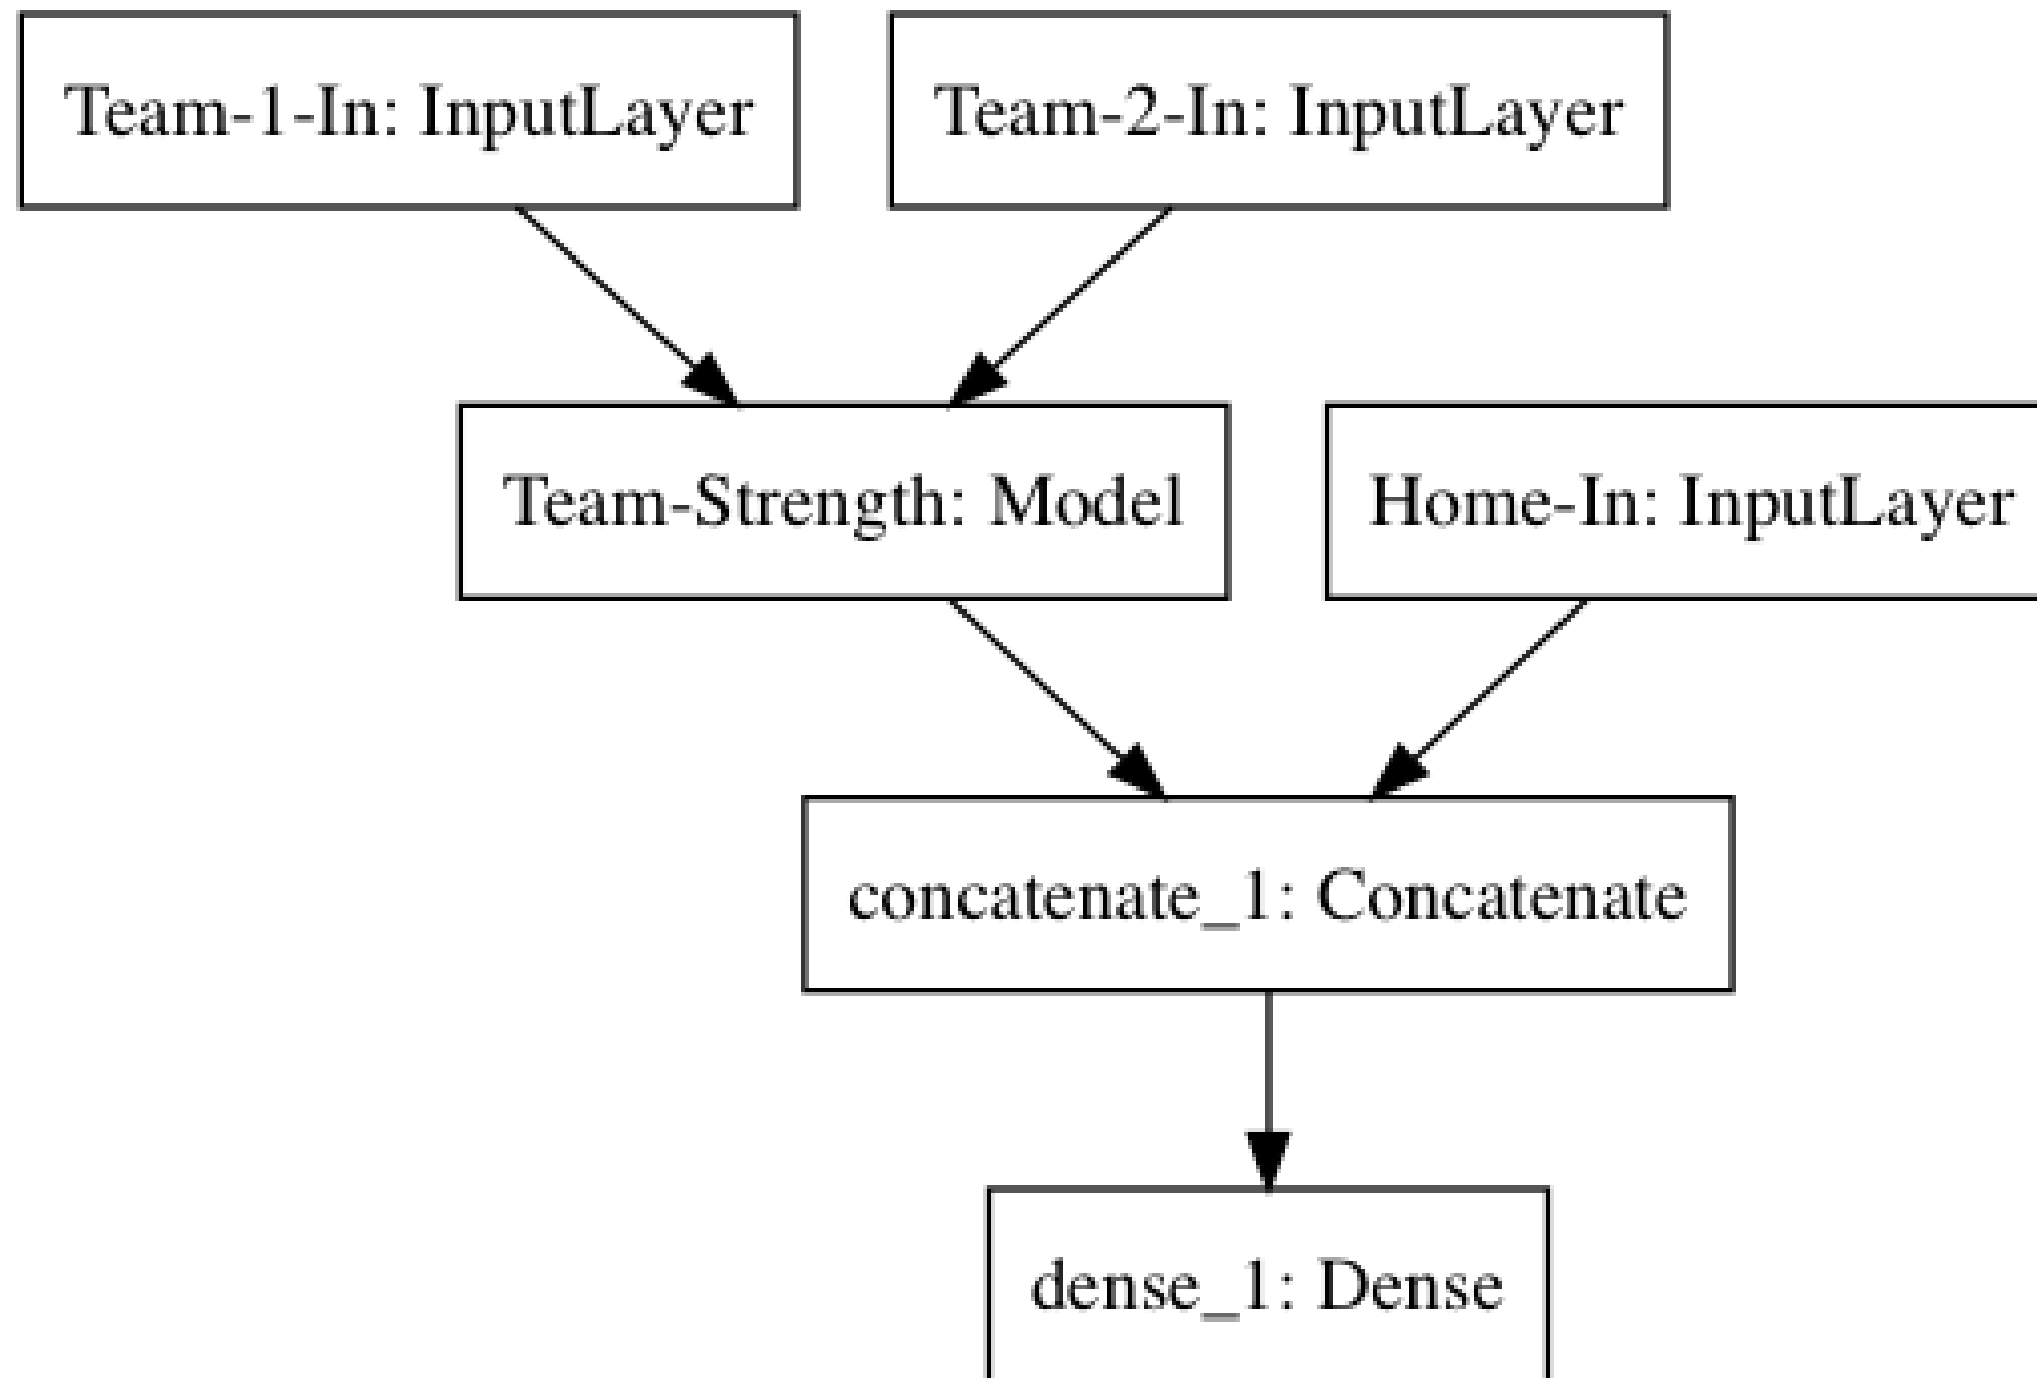 Team-1-In: InputLayer
Team-2-In: InputLayer
Team-Strength: Model
Home-In: InputLayer
concatenate_1: Concatenate
dense_1: Dense